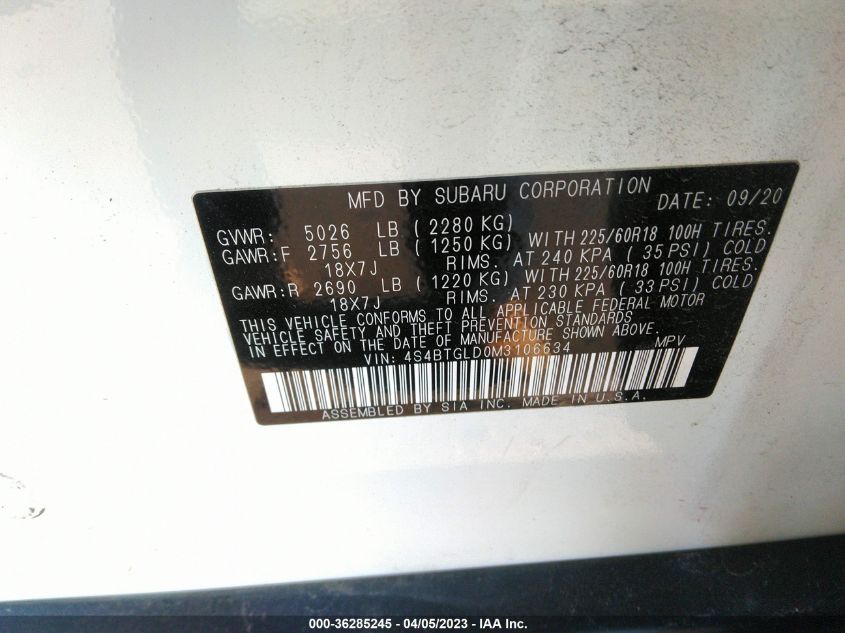 MFD BY SUBARU CORPORATION DATE: 09/20
GVWR: 5026 LB ( 2280 KG)
GAWR:F 2756 LB ( 1250 KG) WITH 225/60R18 100H TIRES.
18X7J RIMS. AT 240 KPA ( 35 PSI) COLD
GAWR:R 2690 LB ( 1220 KG) WITH 225/60R18 100H TIRES.
18X7J RIMS. AT 230 KPA ( 33 PSI) COLD
THIS VEHICLE CONFORMS TO ALL APPLICABLE FEDERAL MOTOR
VEHICLE SAFETY AND THEFT PREVENTION STANDARDS
IN EFFECT ON THE DATE OF MANUFACTURE SHOWN ABOVE.
VIN: 4S4BTGLD0M3106634 MPV
ASSEMBLED BY SIA INC. MADE IN U.S.A.
000-36285245 - 04/05/2023 - IAA Inc.